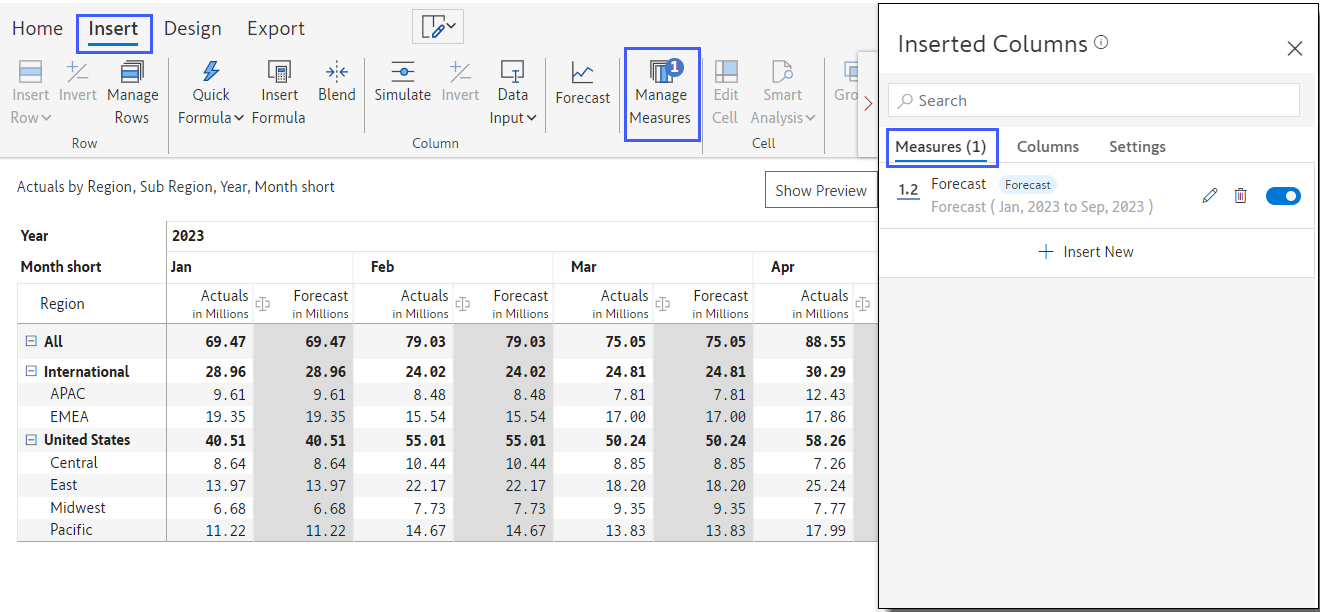 Home Insert Design Export
Insert Row Invert Manage Rows Quick Formula Insert Formula Blend Simulate Invert Data Input Forecast Manage Measures 1 Edit Cell Smart Analysis Gro
Row Column Cell
Actuals by Region, Sub Region, Year, Month short
Show Preview
Year 2023
Month short Jan Feb Mar Apr
Region Actuals in Millions Forecast in Millions Actuals in Millions Forecast in Millions Actuals in Millions Forecast in Millions Actuals in Millions
All 69.47 69.47 79.03 79.03 75.05 75.05 88.55
International 28.96 28.96 24.02 24.02 24.81 24.81 30.29
APAC 9.61 9.61 8.48 8.48 7.81 7.81 12.43
EMEA 19.35 19.35 15.54 15.54 17.00 17.00 17.86
United States 40.51 40.51 55.01 55.01 50.24 50.24 58.26
Central 8.64 8.64 10.44 10.44 8.85 8.85 7.26
East 13.97 13.97 22.17 22.17 18.20 18.20 25.24
Midwest 6.68 6.68 7.73 7.73 9.35 9.35 7.77
Pacific 11.22 11.22 14.67 14.67 13.83 13.83 17.99
Inserted Columns
Search
Measures (1) Columns Settings
1.2 Forecast Forecast
Forecast ( Jan, 2023 to Sep, 2023 )
Insert New